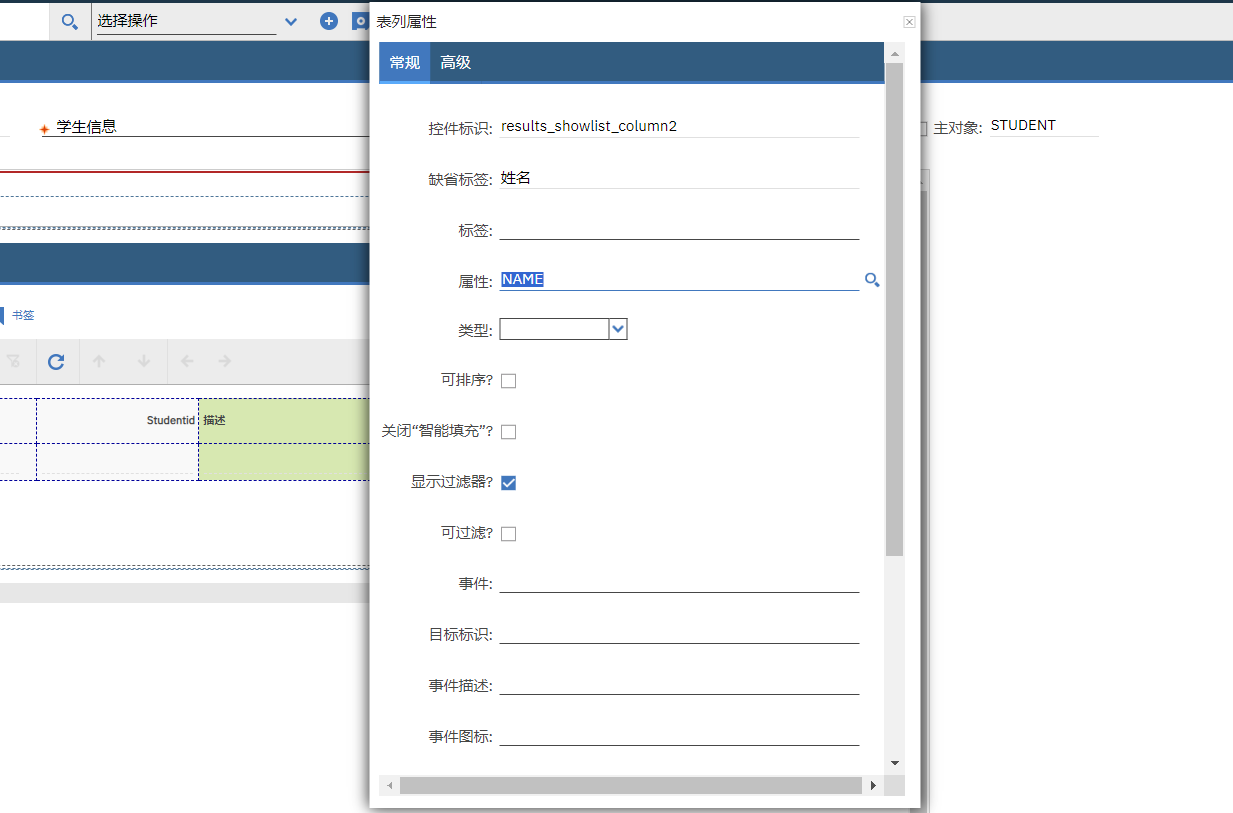 选择操作
表列属性
常规 高级
学生信息
主对象: STUDENT
控件标识: results_showlist_column2
缺省标签: 姓名
标签:
属性: NAME
书签
类型:
可排序?
Studentid 描述
关闭“智能填充”?
显示过滤器?
可过滤?
事件:
目标标识:
事件描述:
事件图标: